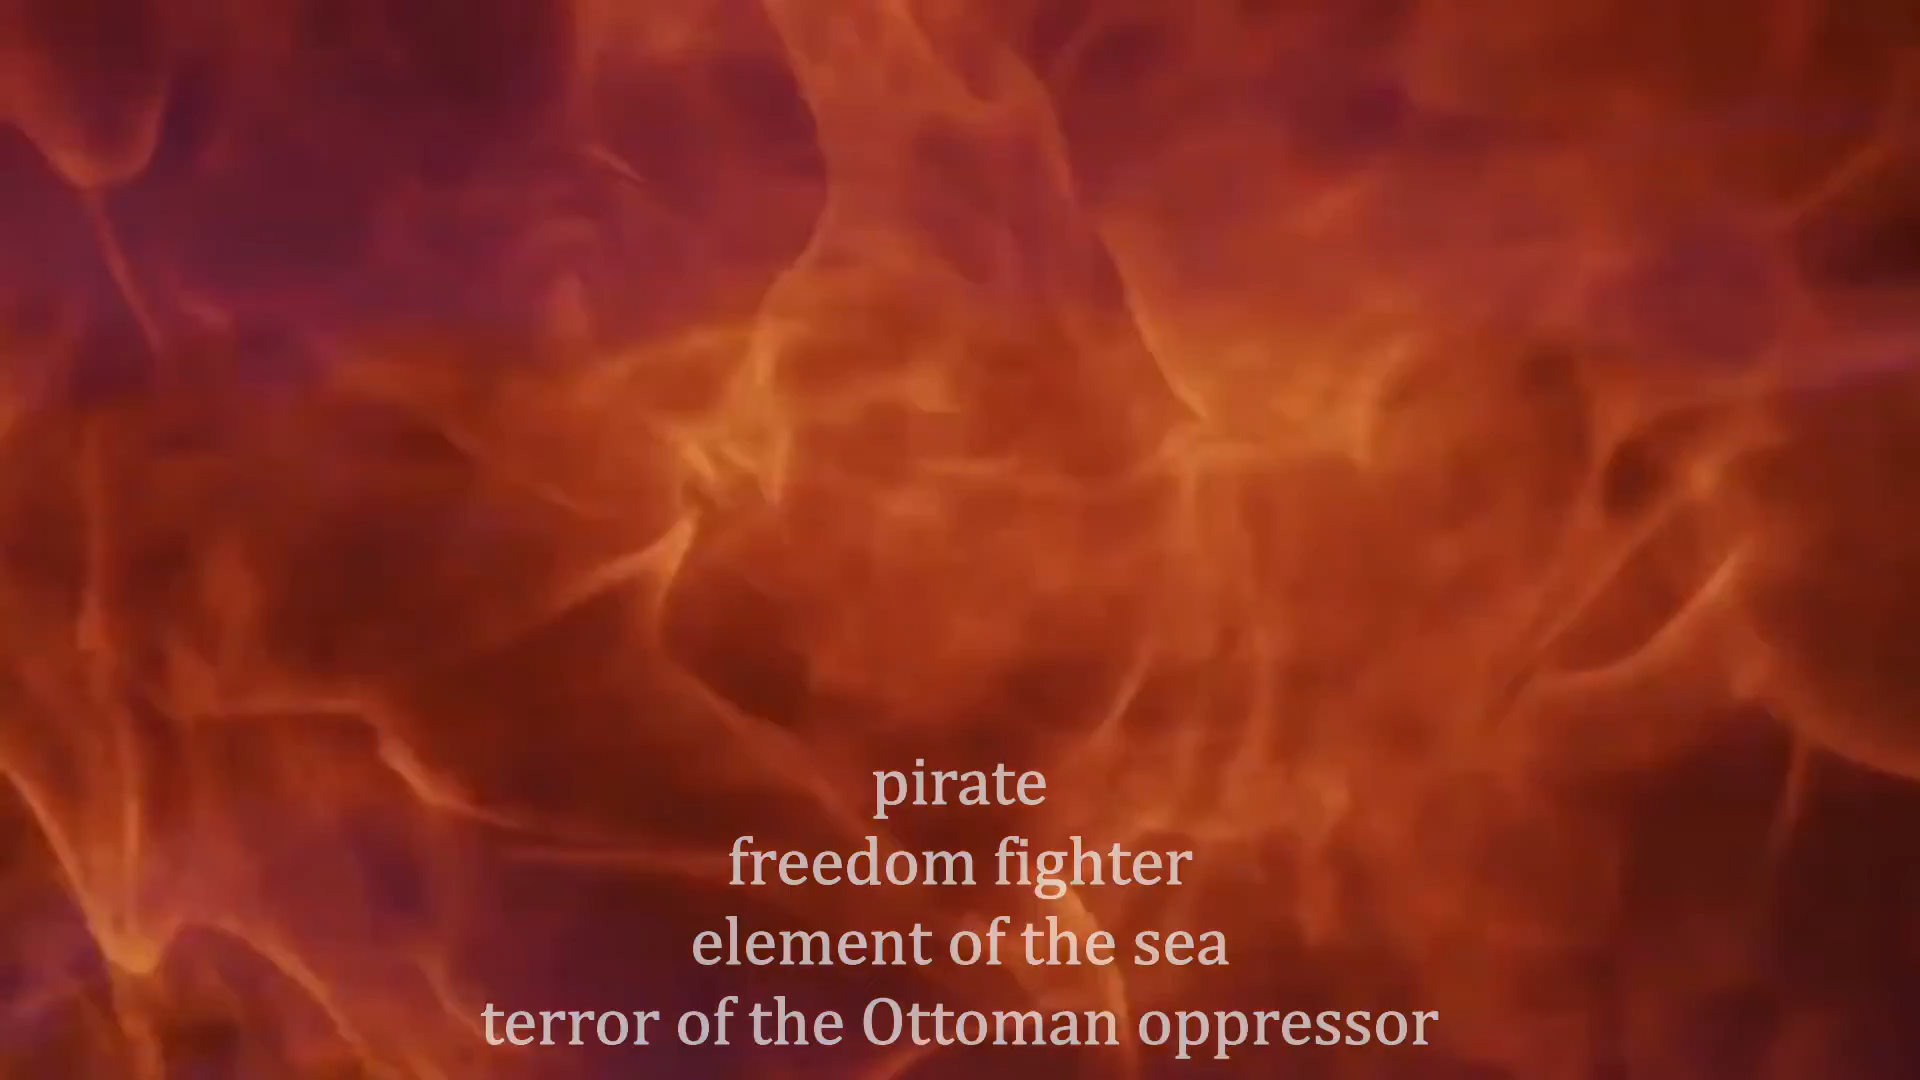 pirate
freedom fighter
element of the sea
terror of the Ottoman oppressor